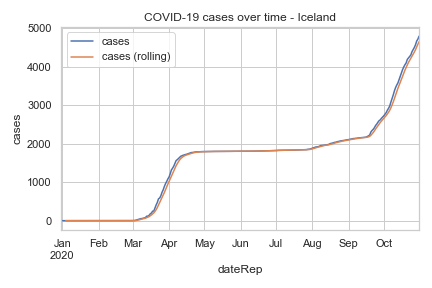 COVID-19 cases over time - Iceland
cases
cases (rolling)
5000
4000
3000
2000
1000
0
cases
Jan Feb Mar Apr May Jun Jul Aug Sep Oct
2020
dateRep